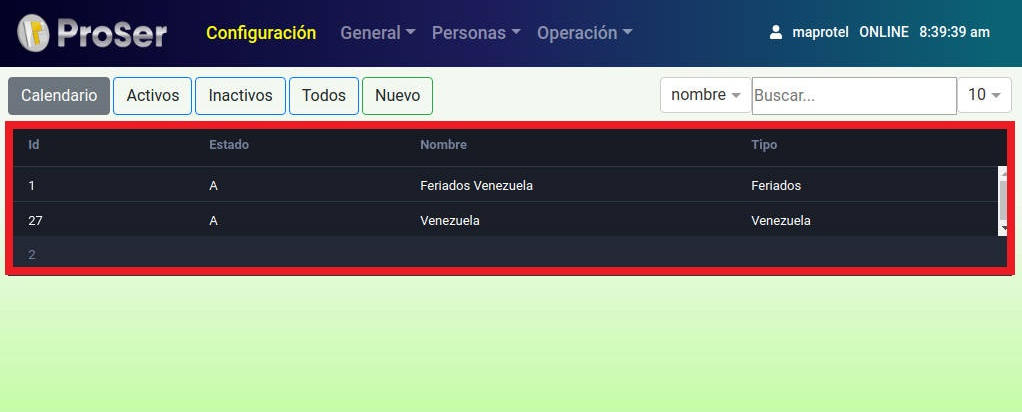 ProSer Configuración General Personas Operación maprotel ONLINE 8:39:39 am
Calendario Activos Inactivos Todos Nuevo nombre Buscar... 10
Id Estado Nombre Tipo
1 A Feriados Venezuela Feriados
27 A Venezuela Venezuela
2